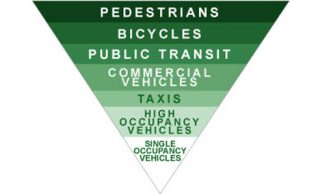 PEDESTRIANS
BICYCLES
PUBLIC TRANSIT
COMMERCIAL
VEHICLES
TAXIS
HIGH
OCCUPANCY
VEHICLES
SINGLE
OCCUPANCY
VEHICLES